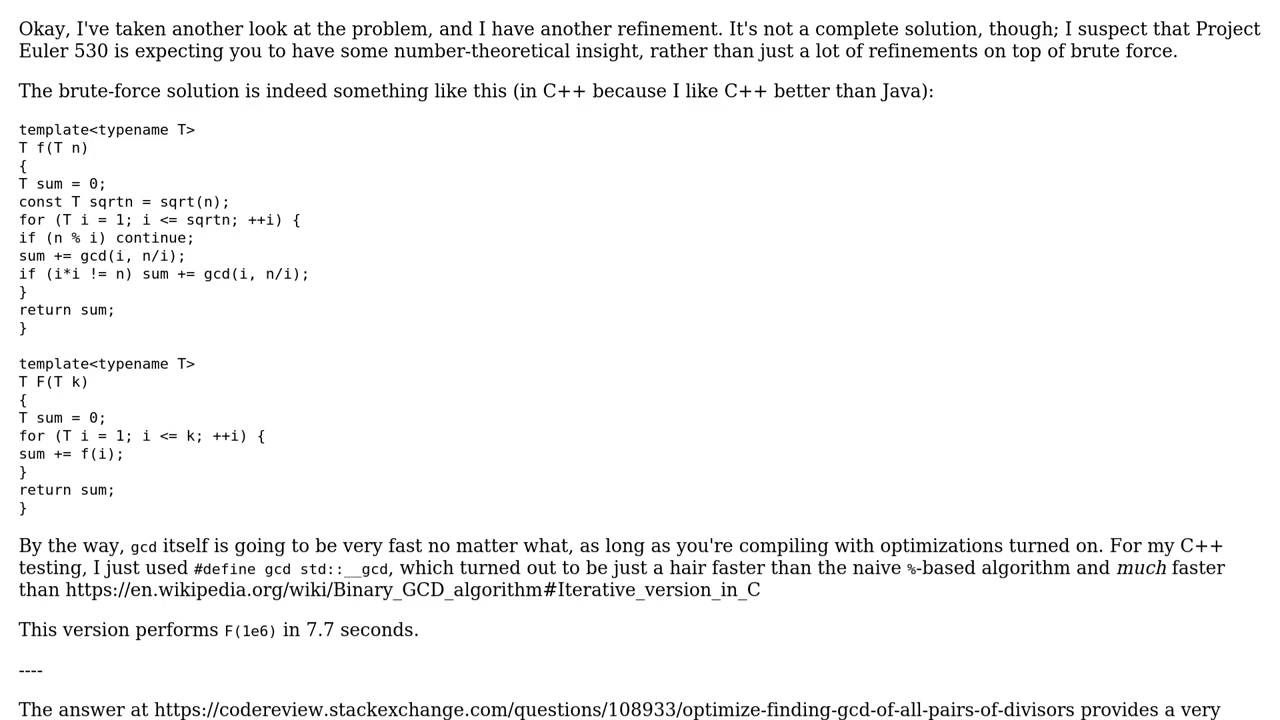 Okay, I've taken another look at the problem, and I have another refinement. It's not a complete solution, though; I suspect that Project
Euler 530 is expecting you to have some number-theoretical insight, rather than just a lot of refinements on top of brute force.
The brute-force solution is indeed something like this (in C++ because I like C++ better than Java):
template<typename T>
T f(T n)
{
T sum = 0;
const T sqrtn = sqrt(n);
for (T i = 1; i <= sqrtn; ++i) {
if (n % i) continue;
sum += gcd(i, n/i);
if (i*i != n) sum += gcd(i, n/i);
}
return sum;
}
template<typename T>
T F(T k)
{
T sum = 0;
for (T i = 1; i <= k; ++i) {
sum += f(i);
}
return sum;
}
By the way, gcd itself is going to be very fast no matter what, as long as you're compiling with optimizations turned on. For my C++
testing, I just used #define gcd std::__gcd, which turned out to be just a hair faster than the naive %-based algorithm and much faster
than https://en.wikipedia.org/wiki/Binary_GCD_algorithm#Iterative_version_in_C
This version performs F(1e6) in 7.7 seconds.
----
The answer at https://codereview.stackexchange.com/questions/108933/optimize-finding-gcd-of-all-pairs-of-divisors provides a very